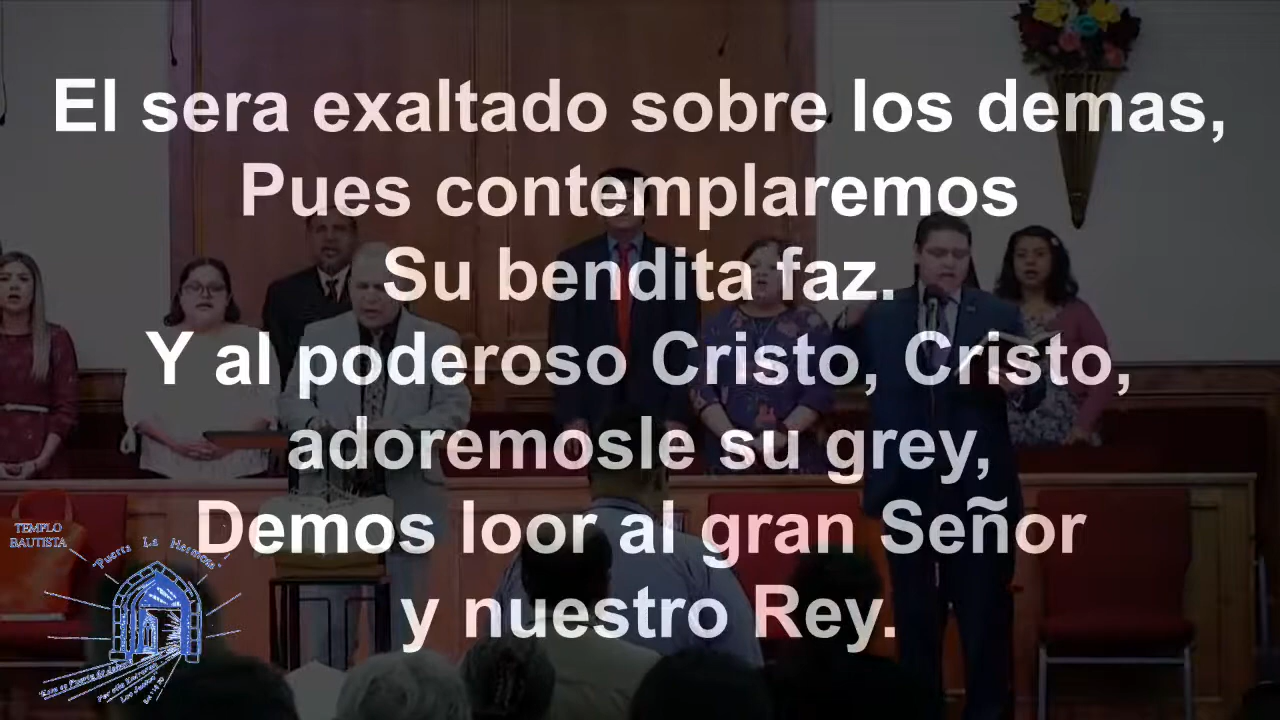 El sera exaltado sobre los demas,
Pues contemplaremos
Su bendita faz.
Y al poderoso Cristo, Cristo,
adoremosle su grey,
Demos loor al gran Señor
y nuestro Rey.
TEMPLO
BAUTISTA
"Puerta La Hermosa"